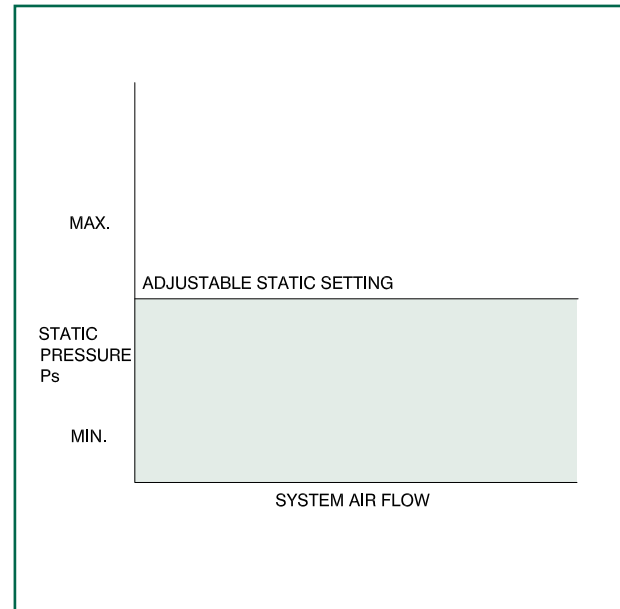 MAX.
ADJUSTABLE STATIC SETTING
STATIC
PRESSURE
Ps
MIN.
SYSTEM AIR FLOW